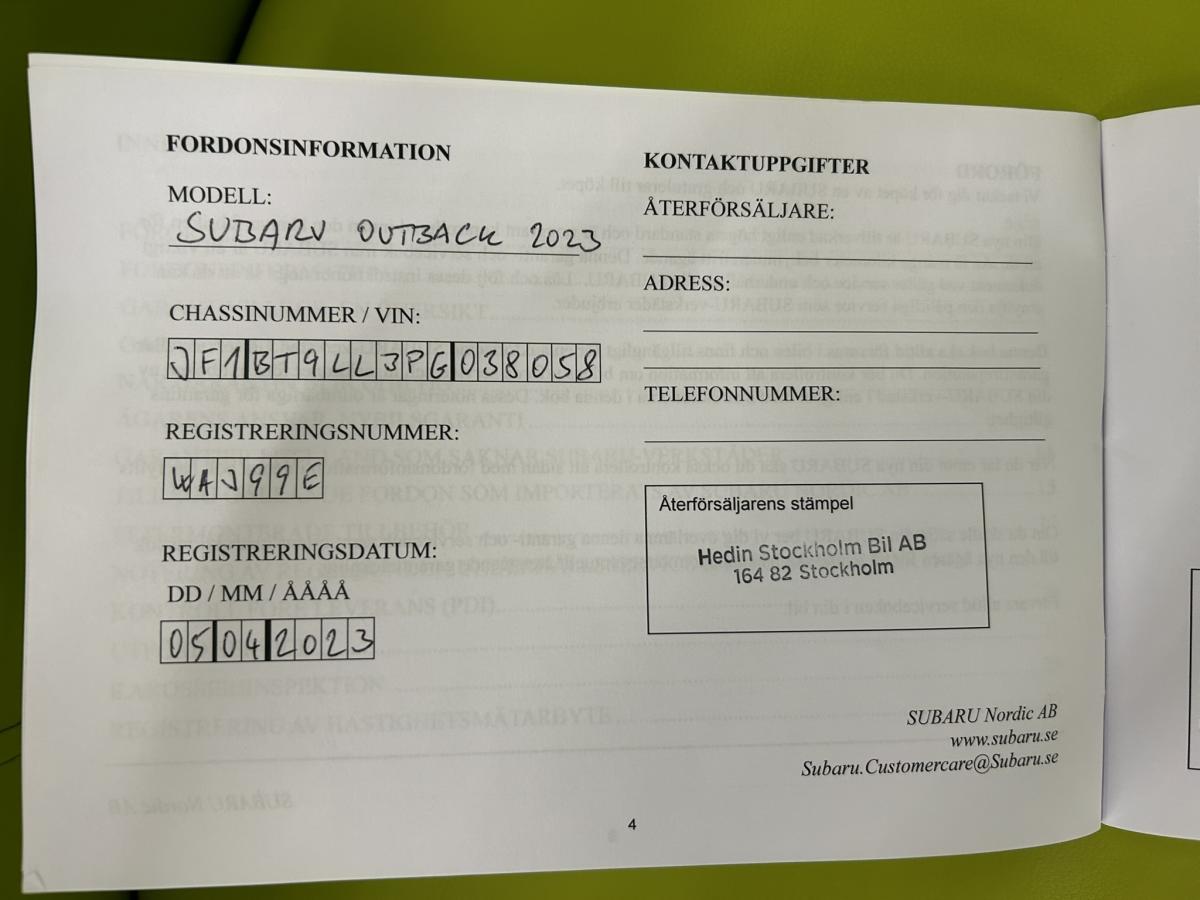 FORDONSINFORMATION
MODELL:
SUBARU OUTBACK 2023
CHASSINUMMER / VIN:
JF1BT9LL3PG038058
REGISTRERINGSNUMMER:
WAJ99E
REGISTRERINGSDATUM:
DD / MM / ÅÅÅÅ
05042023
KONTAKTUPPGIFTER
ÅTERFÖRSÄLJARE:
ADRESS:
TELEFONNUMMER:
Återförsäljarens stämpel
Hedin Stockholm Bil AB
164 82 Stockholm
SUBARU Nordic AB
www.subaru.se
Subaru.Customercare@Subaru.se
4